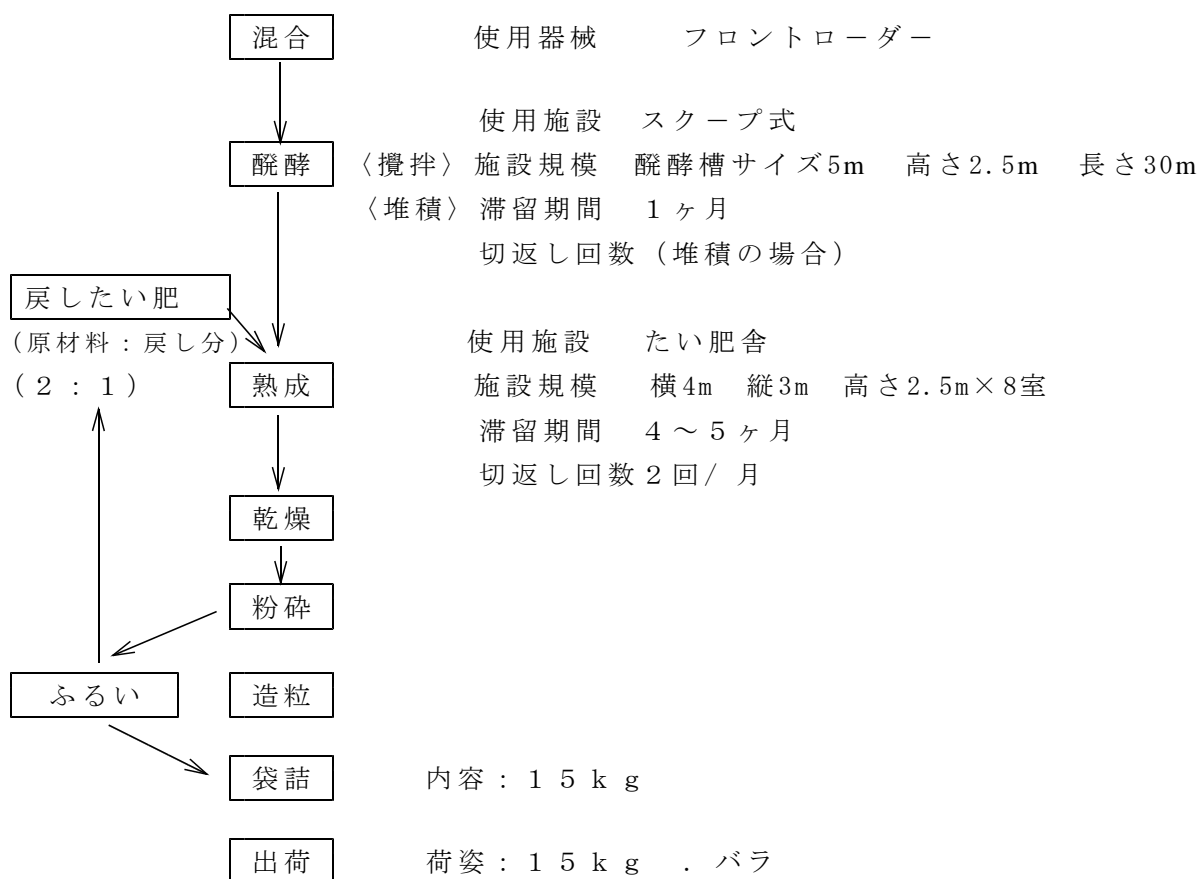 混合 使用器械 フロントローダー
使用施設 スクープ式
醗酵 〈攪拌〉 施設規模 醗酵槽サイズ5m 高さ2.5m 長さ30m
〈堆積〉 滞留期間 1ヶ月
切返し回数(堆積の場合)
戻したい肥
(原材料:戻し分) 使用施設 たい肥舎
(2:1) 熟成 施設規模 横4m 縦3m 高さ2.5m×8室
滞留期間 4~5ヶ月
切返し回数2回/ 月
乾燥
粉砕
ふるい 造粒
袋詰 内容:15kg
出荷 荷姿:15kg .バラ